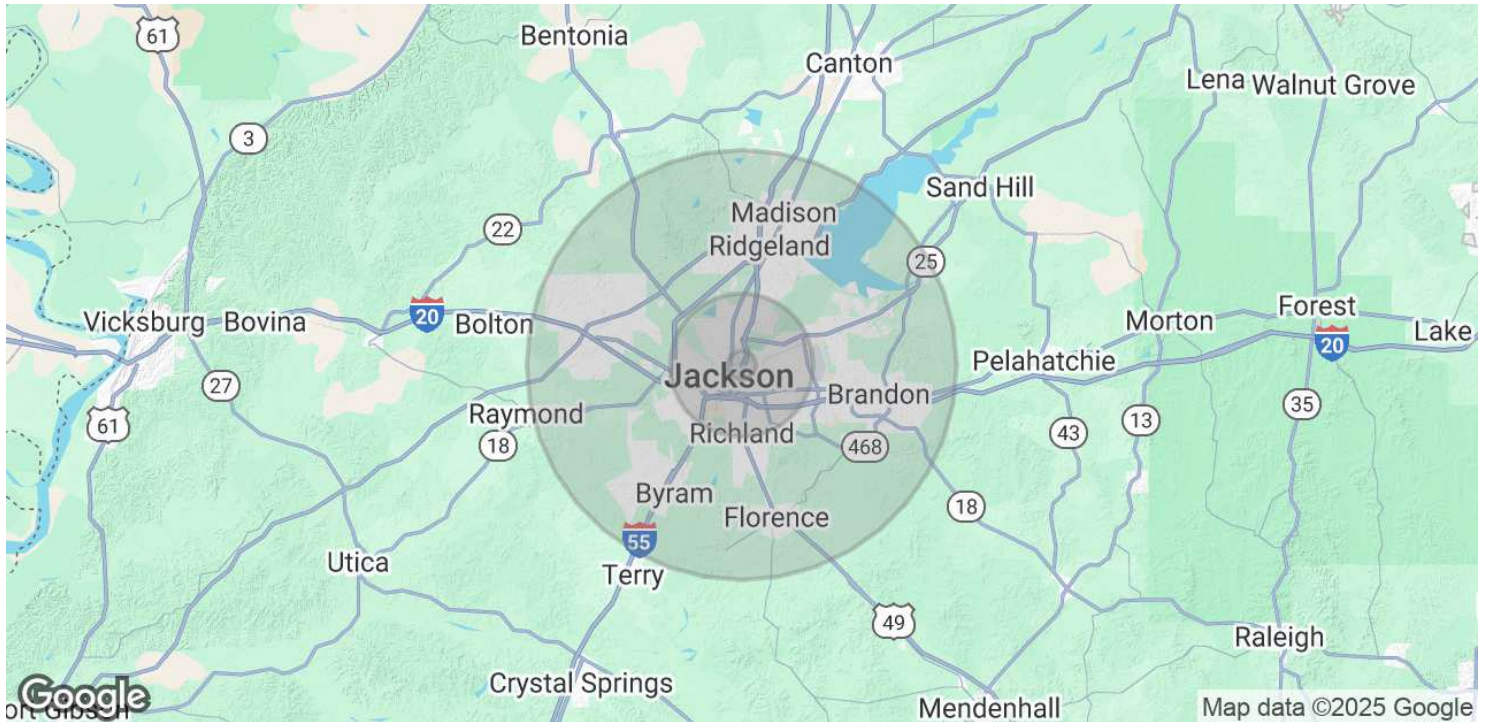 61
Bentonia
Canton
Lena
Walnut Grove
3
Sand Hill
Madison
22
Ridgeland
25
20
Vicksburg
Bovina
Bolton
Forest
Morton
Lake
20
Pelahatchie
Jackson
27
Brandon
35
Raymond
61
18
Richland
468
43
13
Byram
Florence
18
55
Utica
Terry
49
Raleigh
Crystal Springs
Google
Mendenhall
Map data ©2025 Google